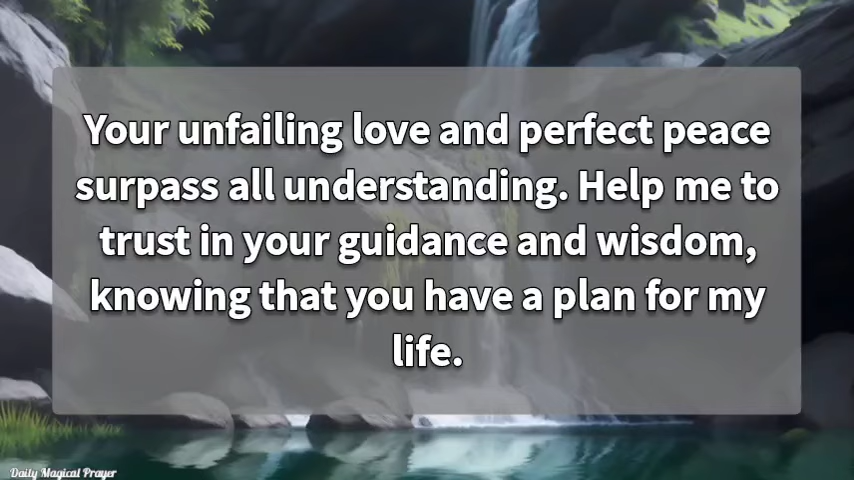 Your unfailing love and perfect peace
surpass all understanding. Help me to
trust in your guidance and wisdom,
knowing that you have a plan for my
life.
Daily Magical Prayer